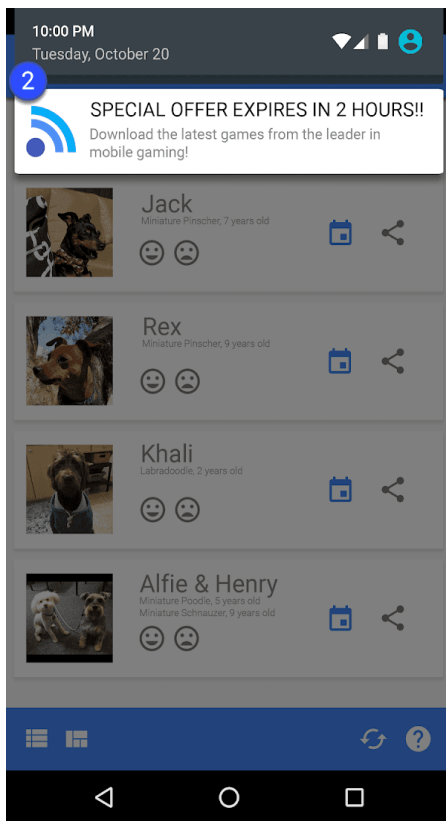 10:00 PM
Tuesday, October 20
2
SPECIAL OFFER EXPIRES IN 2 HOURS!!
Download the latest games from the leader in
mobile gaming!
Jack
Miniature Pinscher, 7 years old
Rex
Miniature Pinscher, 9 years old
Khali
Labradoodle, 2 years old
Alfie & Henry
Miniature Poodle, 5 years old
Miniature Schnauzer, 9 years old
?